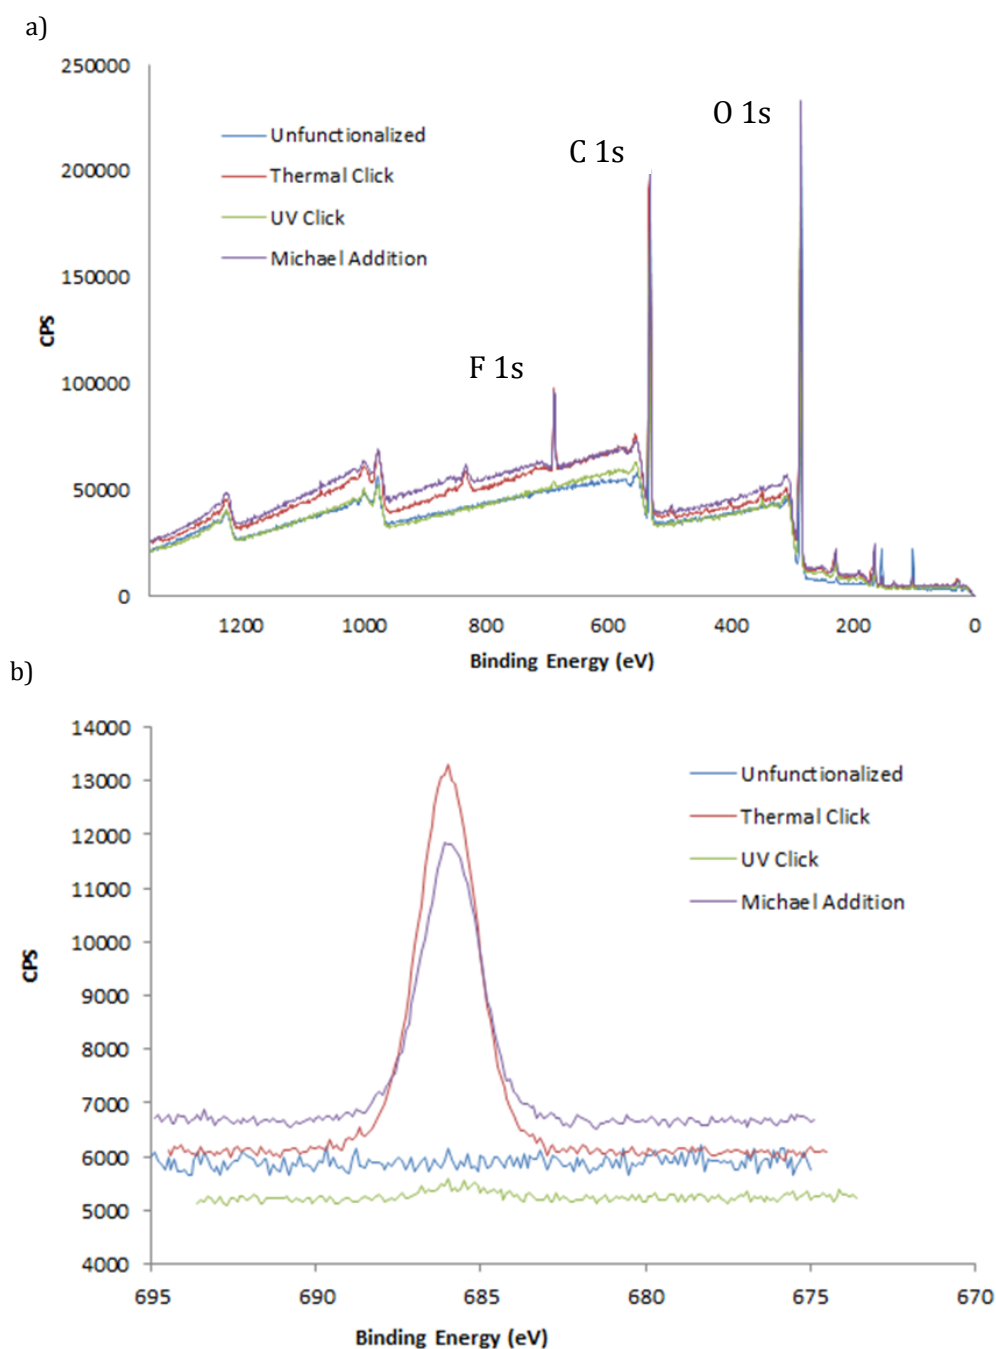 a)
250000
200000
150000
100000
50000
0
CPS
Unfunctionalized
Thermal Click
UV Click
Michael Addition
O 1s
C 1s
F 1s
1200 1000 800 600 400 200 0
Binding Energy (eV)
b)
14000
13000
12000
11000
10000
9000
8000
7000
6000
5000
4000
CPS
Unfunctionalized
Thermal Click
UV Click
Michael Addition
695 690 685 680 675 670
Binding Energy (eV)